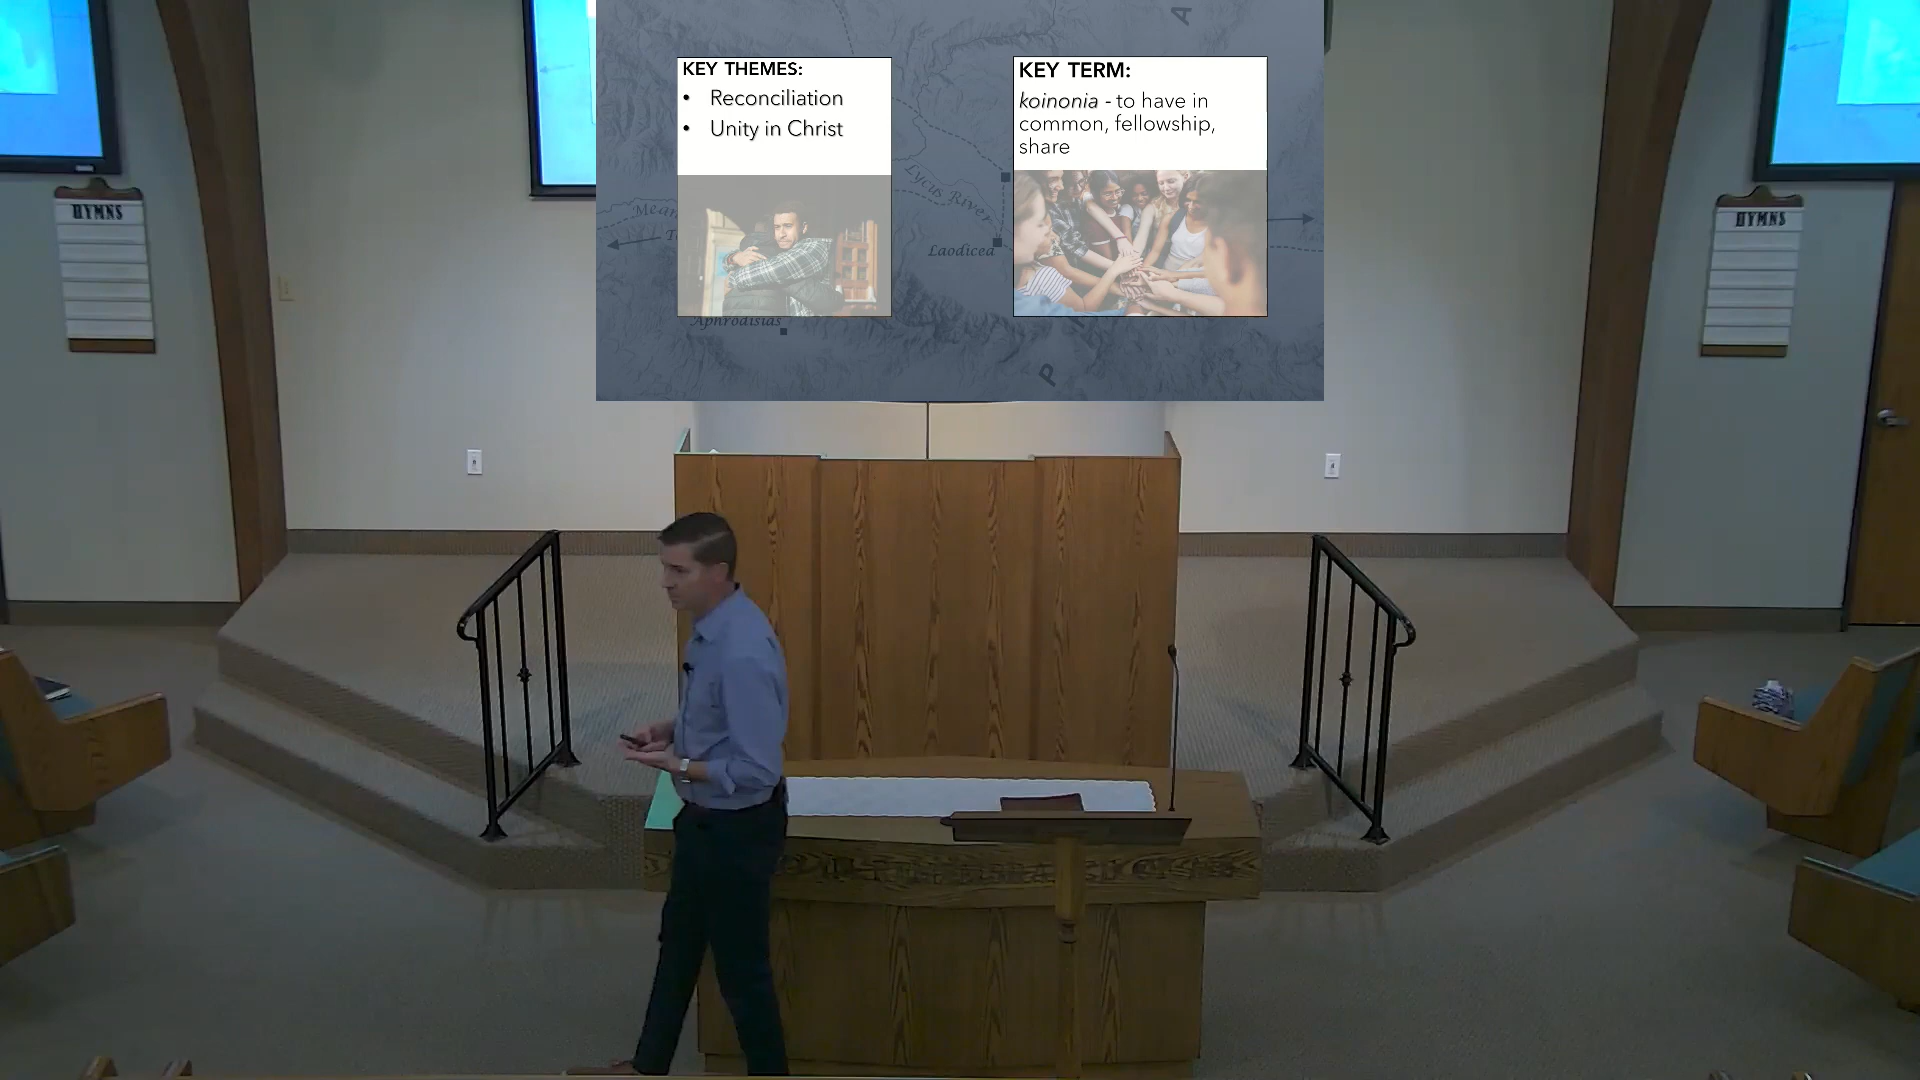 HYMNS
KEY THEMES:
• Reconciliation
• Unity in Christ
KEY TERM:
koinonia - to have in
common, fellowship,
share
A
Lycus River
Laodicea
Aphrodisias
P
HYMNS